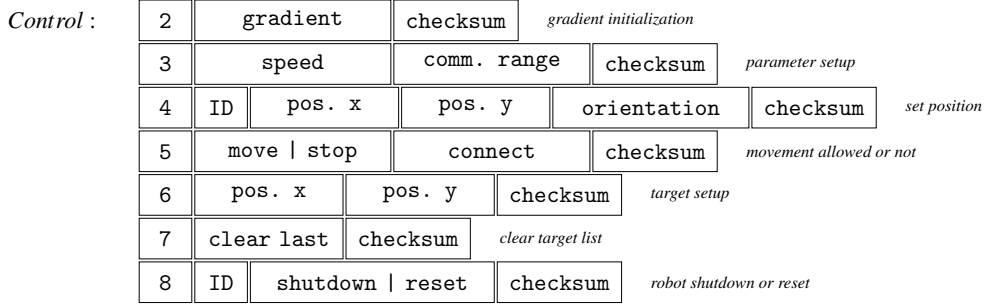 Control : 2 gradient checksum gradient initialization
3 speed comm. range checksum parameter setup
4 ID pos. x pos. y orientation checksum set position
5 move | stop connect checksum movement allowed or not
6 pos. x pos. y checksum target setup
7 clear last checksum clear target list
8 ID shutdown | reset checksum robot shutdown or reset